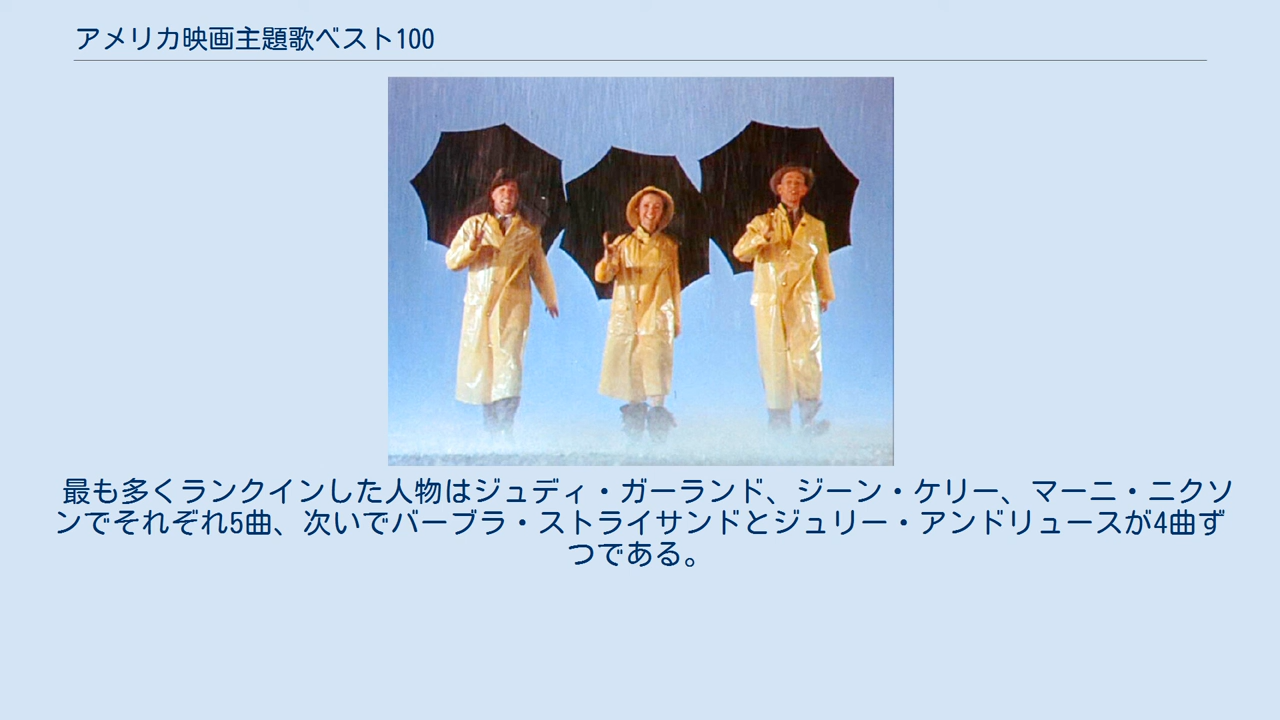 アメリカ映画主題歌ベスト100
最も多くランクインした人物はジュディ・ガーランド、ジーン・ケリー、マーニ・ニクソ
ンでそれぞれ5曲、次いでバーブラ・ストライサンドとジュリー・アンドリュースが4曲ず
つである。